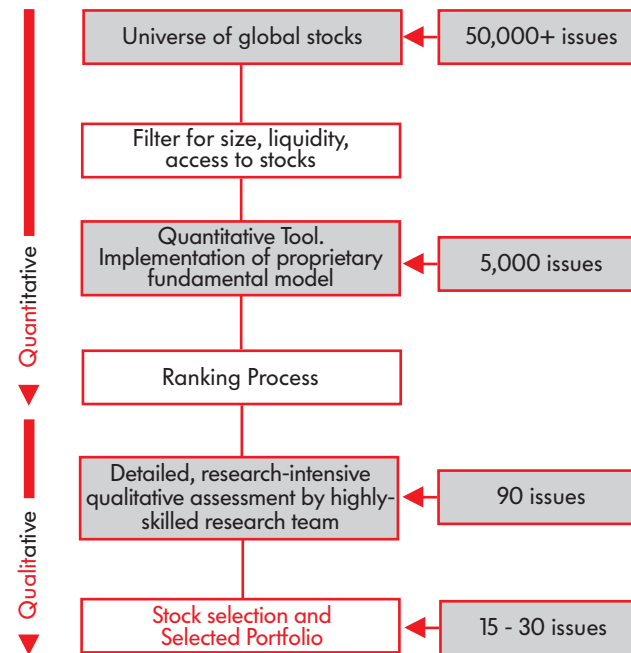 Universe of global stocks
50,000+ issues
Filter for size, liquidity,
access to stocks
Quantitative Tool.
Implementation of proprietary
fundamental model
5,000 issues
Quantitative
Ranking Process
Detailed, research-intensive
qualitative assessment by highly-
skilled research team
90 issues
Qualitative
Stock selection and
Selected Portfolio
15 - 30 issues